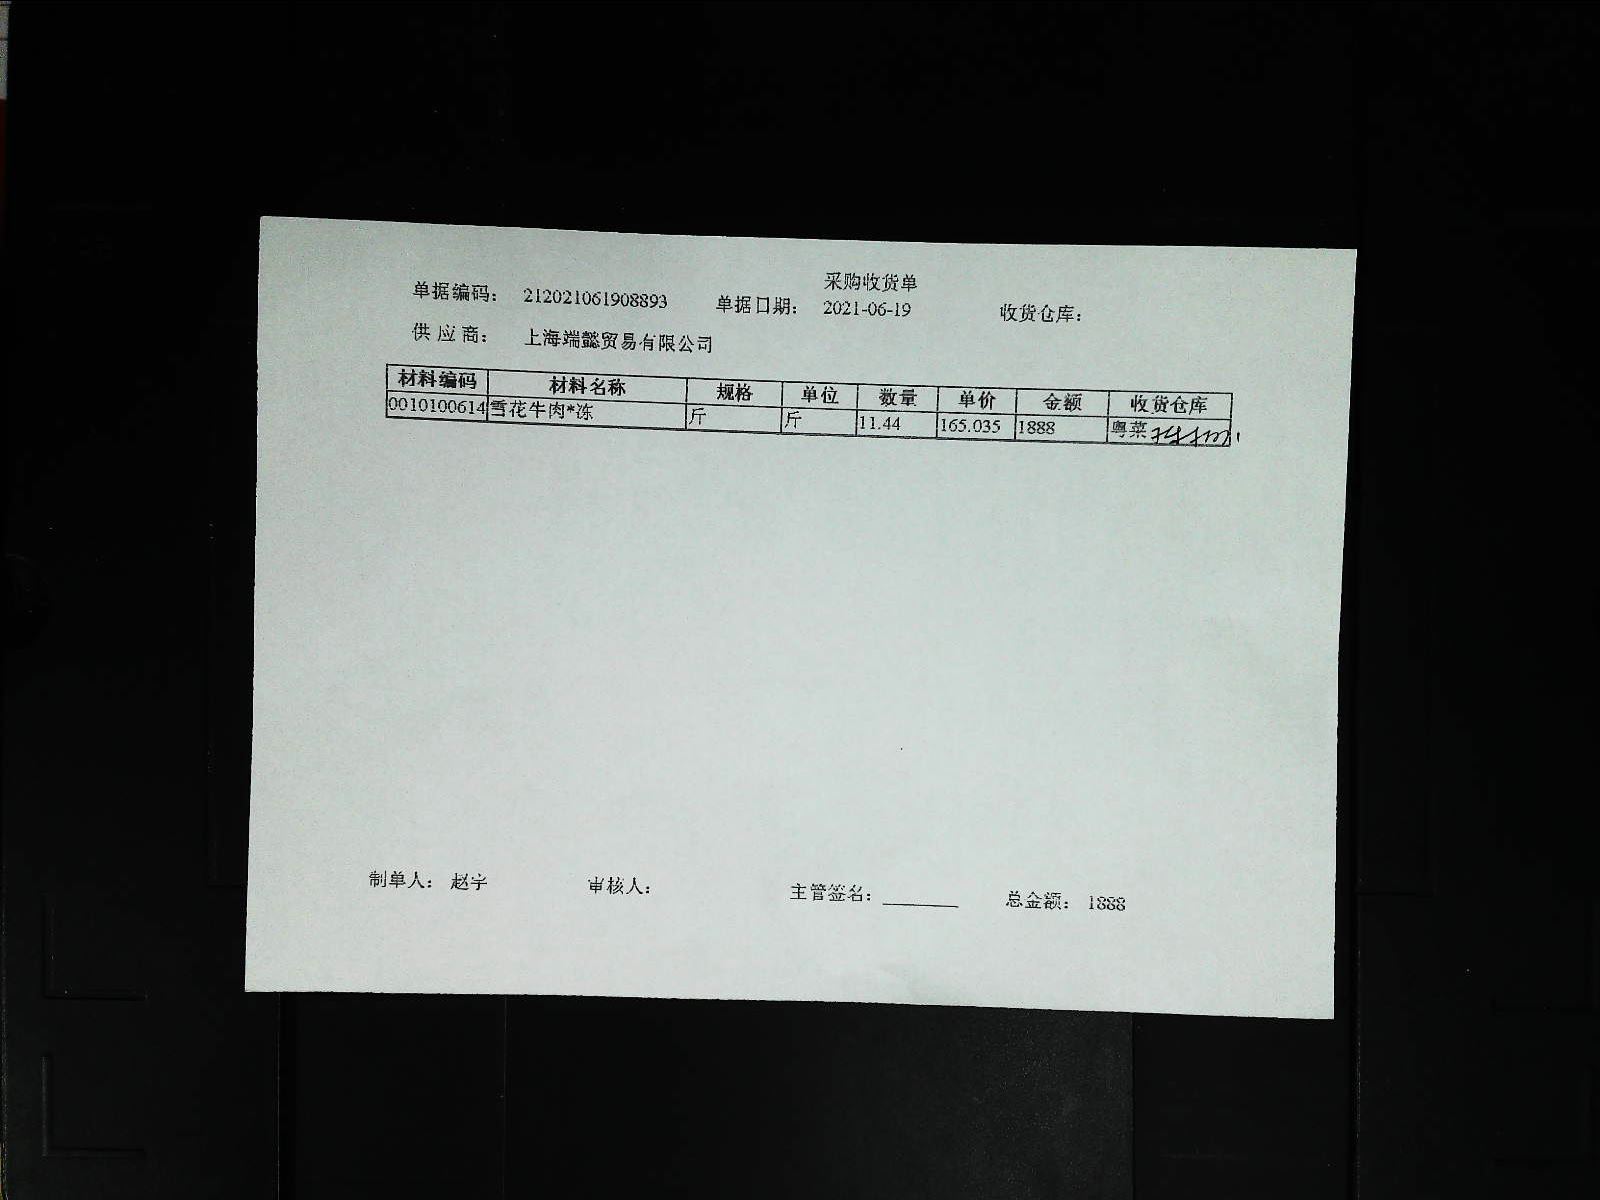 采购收货单
单据编码： 212021061908893 单据日期： 2021-06-19 收货仓库：
供应商： 上海端懿贸易有限公司
材料编码 材料名称 规格 单位 数量 单价 金额 收货仓库
0010100614 雪花牛肉*冻 斤 斤 11.44 165.035 1888 粤菜
制单人： 赵宇 审核人： 主管签名： 总金额： 1888